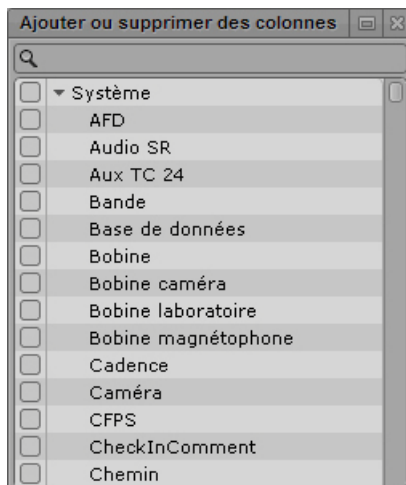 Ajouter ou supprimer des colonnes
Système
AFD
Audio SR
Aux TC 24
Bande
Base de données
Bobine
Bobine caméra
Bobine laboratoire
Bobine magnétophone
Cadence
Caméra
CFPS
CheckInComment
Chemin